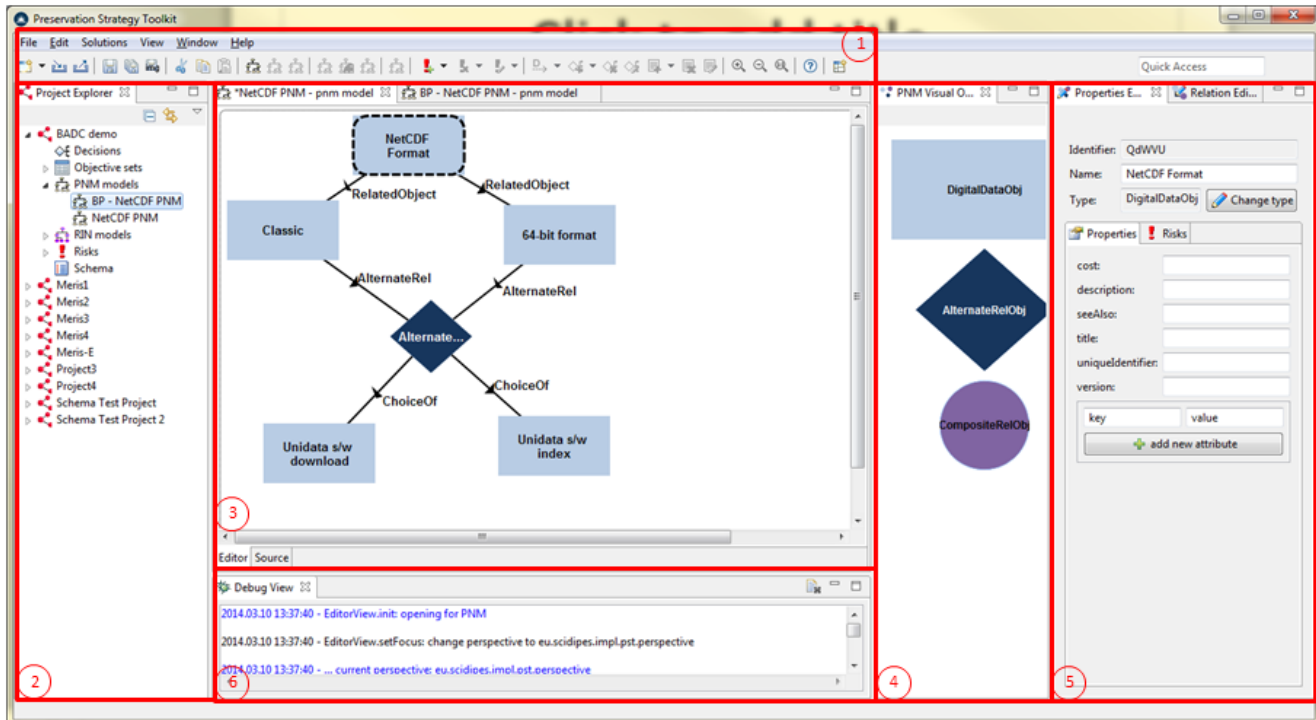 Preservation Strategy Toolkit
File Edit Solutions View Window Help
1
Quick Access
Project Explorer
BADC demo
Decisions
Objective sets
PNM models
BP - NetCDF PNM
NetCDF PNM
RIN models
Risks
Schema
Meris1
Meris2
Meris3
Meris4
Meris-E
Project3
Project4
Schema Test Project
Schema Test Project 2
2
*NetCDF PNM - pnm model
BP - NetCDF PNM - pnm model
NetCDF
Format
RelatedObject
RelatedObject
Classic
64-bit format
AlternateRel
AlternateRel
Alternate...
ChoiceOf
ChoiceOf
Unidata s/w
download
Unidata s/w
index
3
Editor Source
Debug View
2014.03.10 13:37:40 - EditorView.init: opening for PNM
2014.03.10 13:37:40 - EditorView.setFocus: change perspective to eu.scidipes.impl.pst.perspective
2014.03.10 13:37:40 - ... current perspective: eu.scidipes.impl.pst.perspective
6
PNM Visual O...
DigitalDataObj
AlternateRelObj
CompositeRelObj
4
Properties E...
Relation Edi...
Identifier: QdWVU
Name: NetCDF Format
Type: DigitalDataObj Change type
Properties Risks
cost:
description:
seeAlso:
title:
uniqueIdentifier:
version:
key value
add new attribute
5